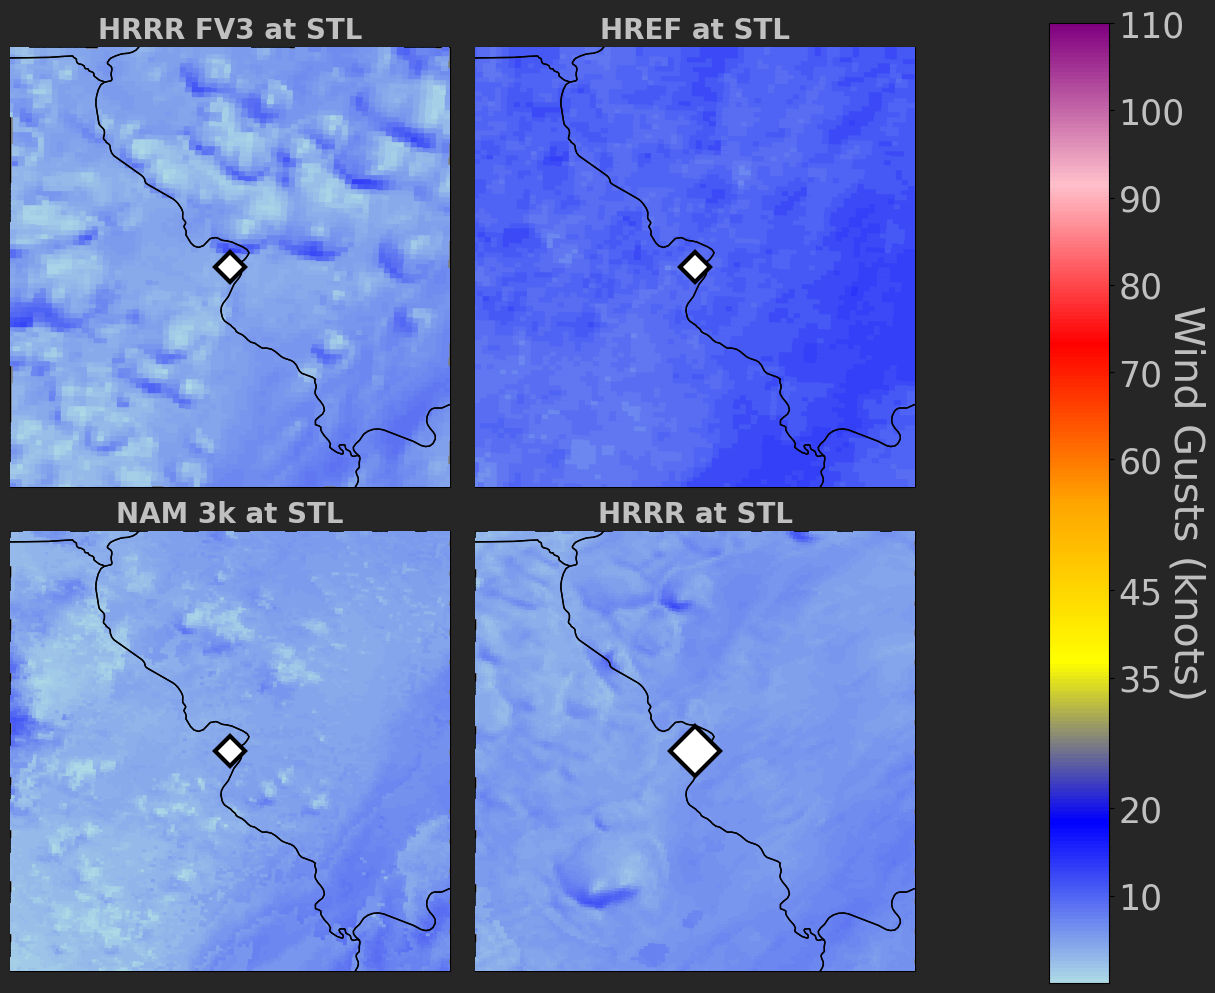 HRRR FV3 at STL
HREF at STL
NAM 3k at STL
HRRR at STL
110
100
90
80
70
60
45
35
20
10
Wind Gusts (knots)